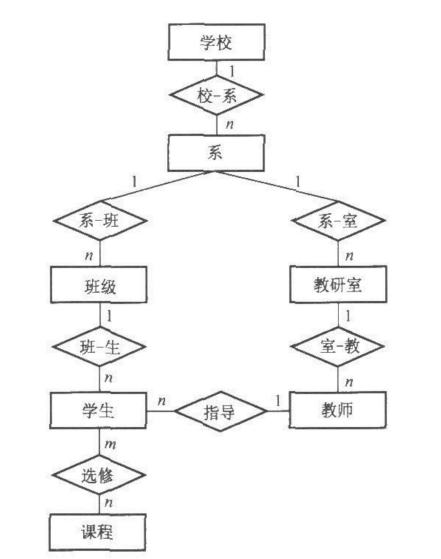 学校
1
校-系
n
系
1 1
系-班 系-室
n n
班级 教研室
1 1
班-生 室-教
n n
学生 n 指导 1 教师
m
选修
n
课程